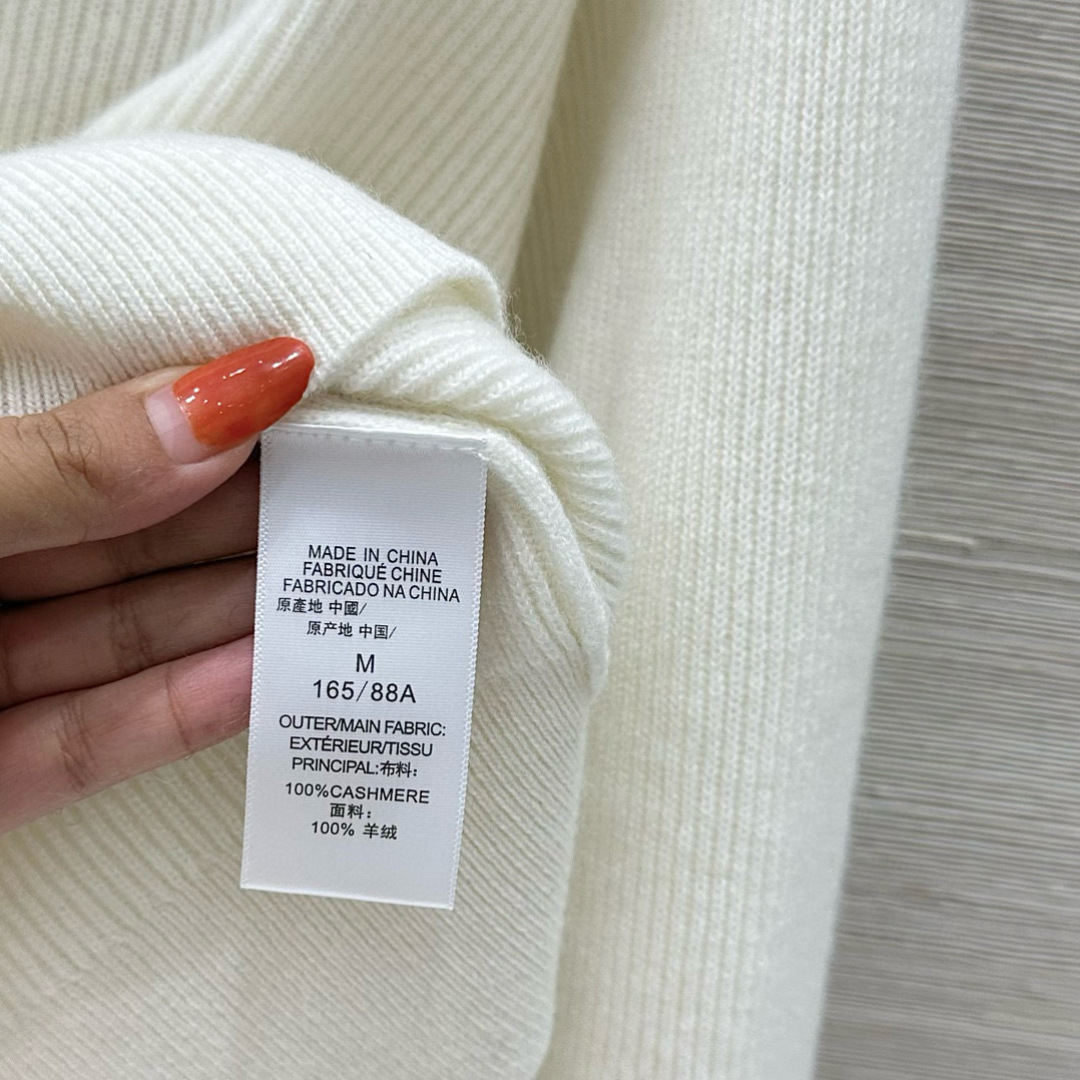 MADE IN CHINA
FABRIQUÉ CHINE
FABRICADO NA CHINA
原產地 中國/
原产地 中国/
M
165/88A
OUTER/MAIN FABRIC:
EXTÉRIEUR/TISSU
PRINCIPAL:布料:
100%CASHMERE
面料:
100% 羊绒